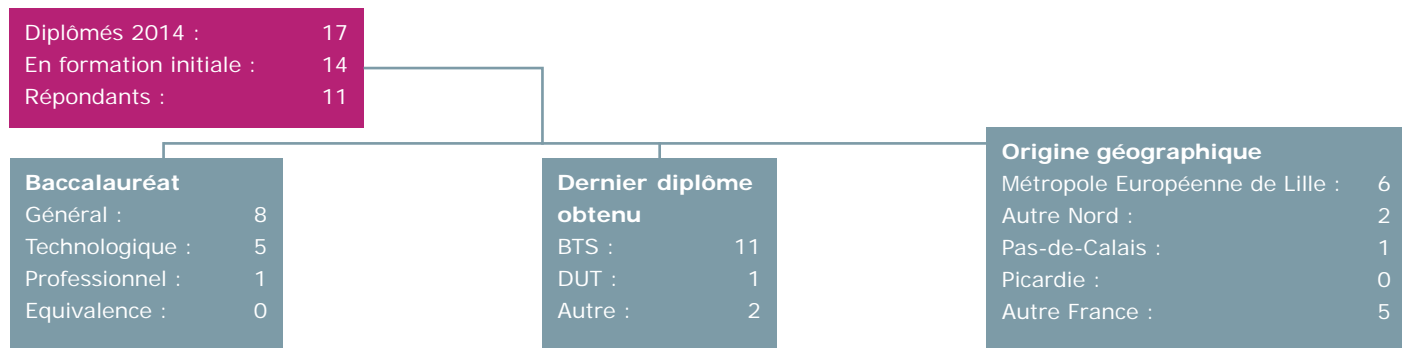 Diplômés 2014 : 17
En formation initiale : 14
Répondants : 11
Baccalauréat
Général : 8
Technologique : 5
Professionnel : 1
Equivalence : 0
Dernier diplôme
obtenu
BTS : 11
DUT : 1
Autre : 2
Origine géographique
Métropole Européenne de Lille : 6
Autre Nord : 2
Pas-de-Calais : 1
Picardie : 0
Autre France : 5